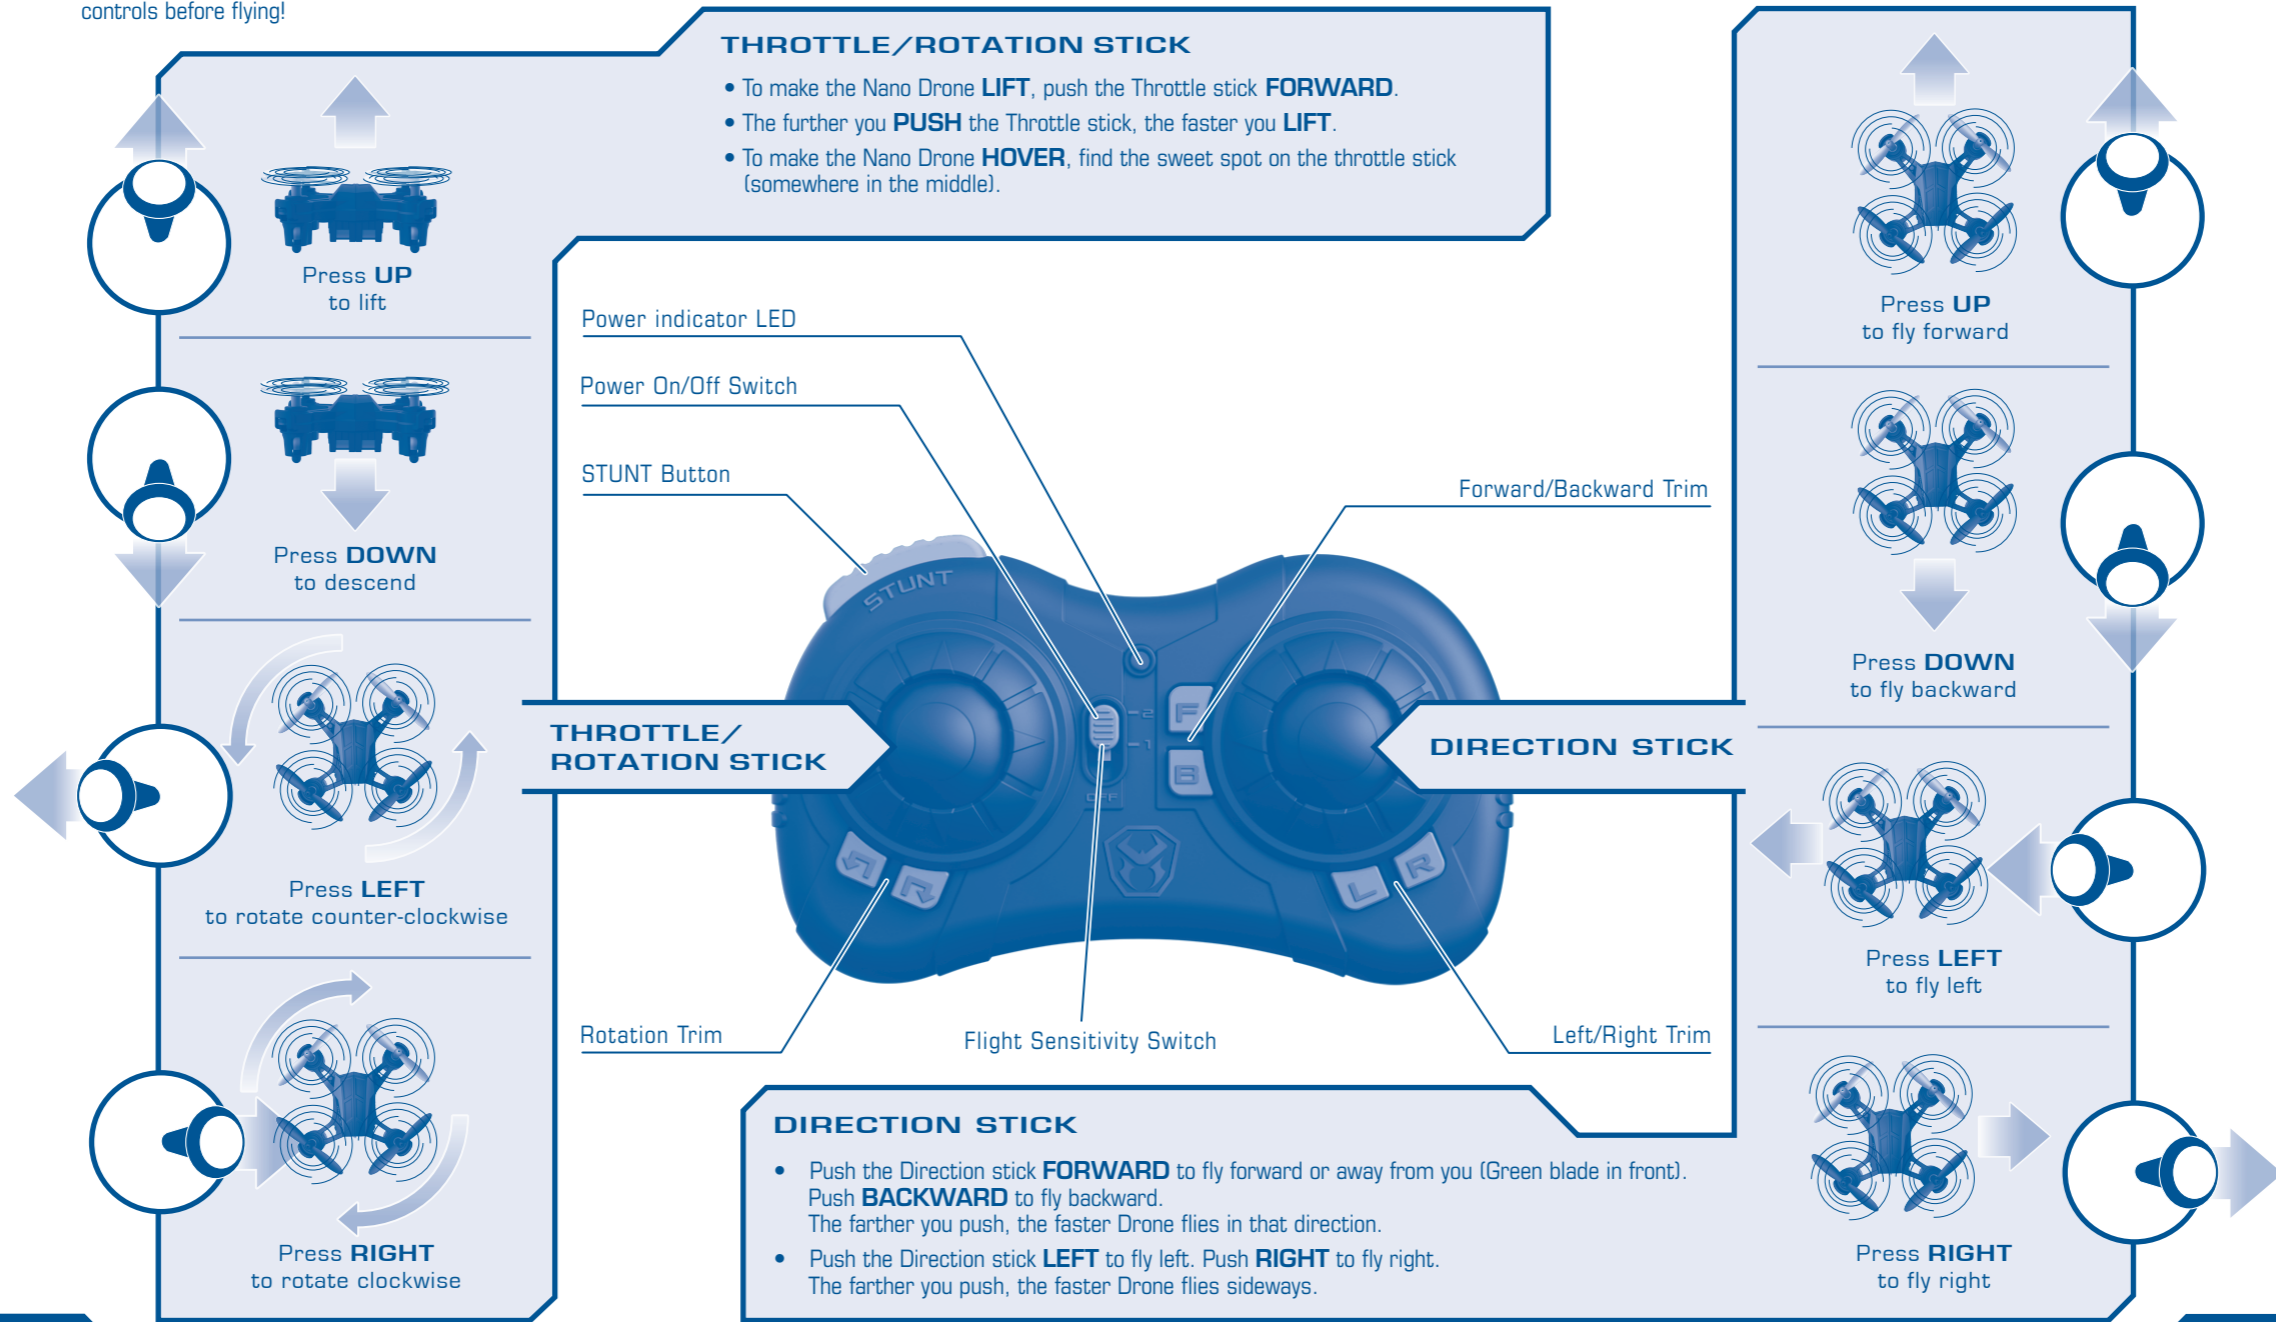 controls before flying!
THROTTLE/ROTATION STICK
• To make the Nano Drone LIFT, push the Throttle stick FORWARD.
• The further you PUSH the Throttle stick, the faster you LIFT.
• To make the Nano Drone HOVER, find the sweet spot on the throttle stick
(somewhere in the middle).
Press UP
to lift
Press DOWN
to descend
Press LEFT
to rotate counter-clockwise
Press RIGHT
to rotate clockwise
Power indicator LED
Power On/Off Switch
STUNT Button
Forward/Backward Trim
STUNT
THROTTLE/
ROTATION STICK
2
1
OFF
F
B
DIRECTION STICK
L
R
Rotation Trim
Flight Sensitivity Switch
Left/Right Trim
Press UP
to fly forward
Press DOWN
to fly backward
Press LEFT
to fly left
Press RIGHT
to fly right
DIRECTION STICK
• Push the Direction stick FORWARD to fly forward or away from you (Green blade in front).
Push BACKWARD to fly backward.
The farther you push, the faster Drone flies in that direction.
• Push the Direction stick LEFT to fly left. Push RIGHT to fly right.
The farther you push, the faster Drone flies sideways.